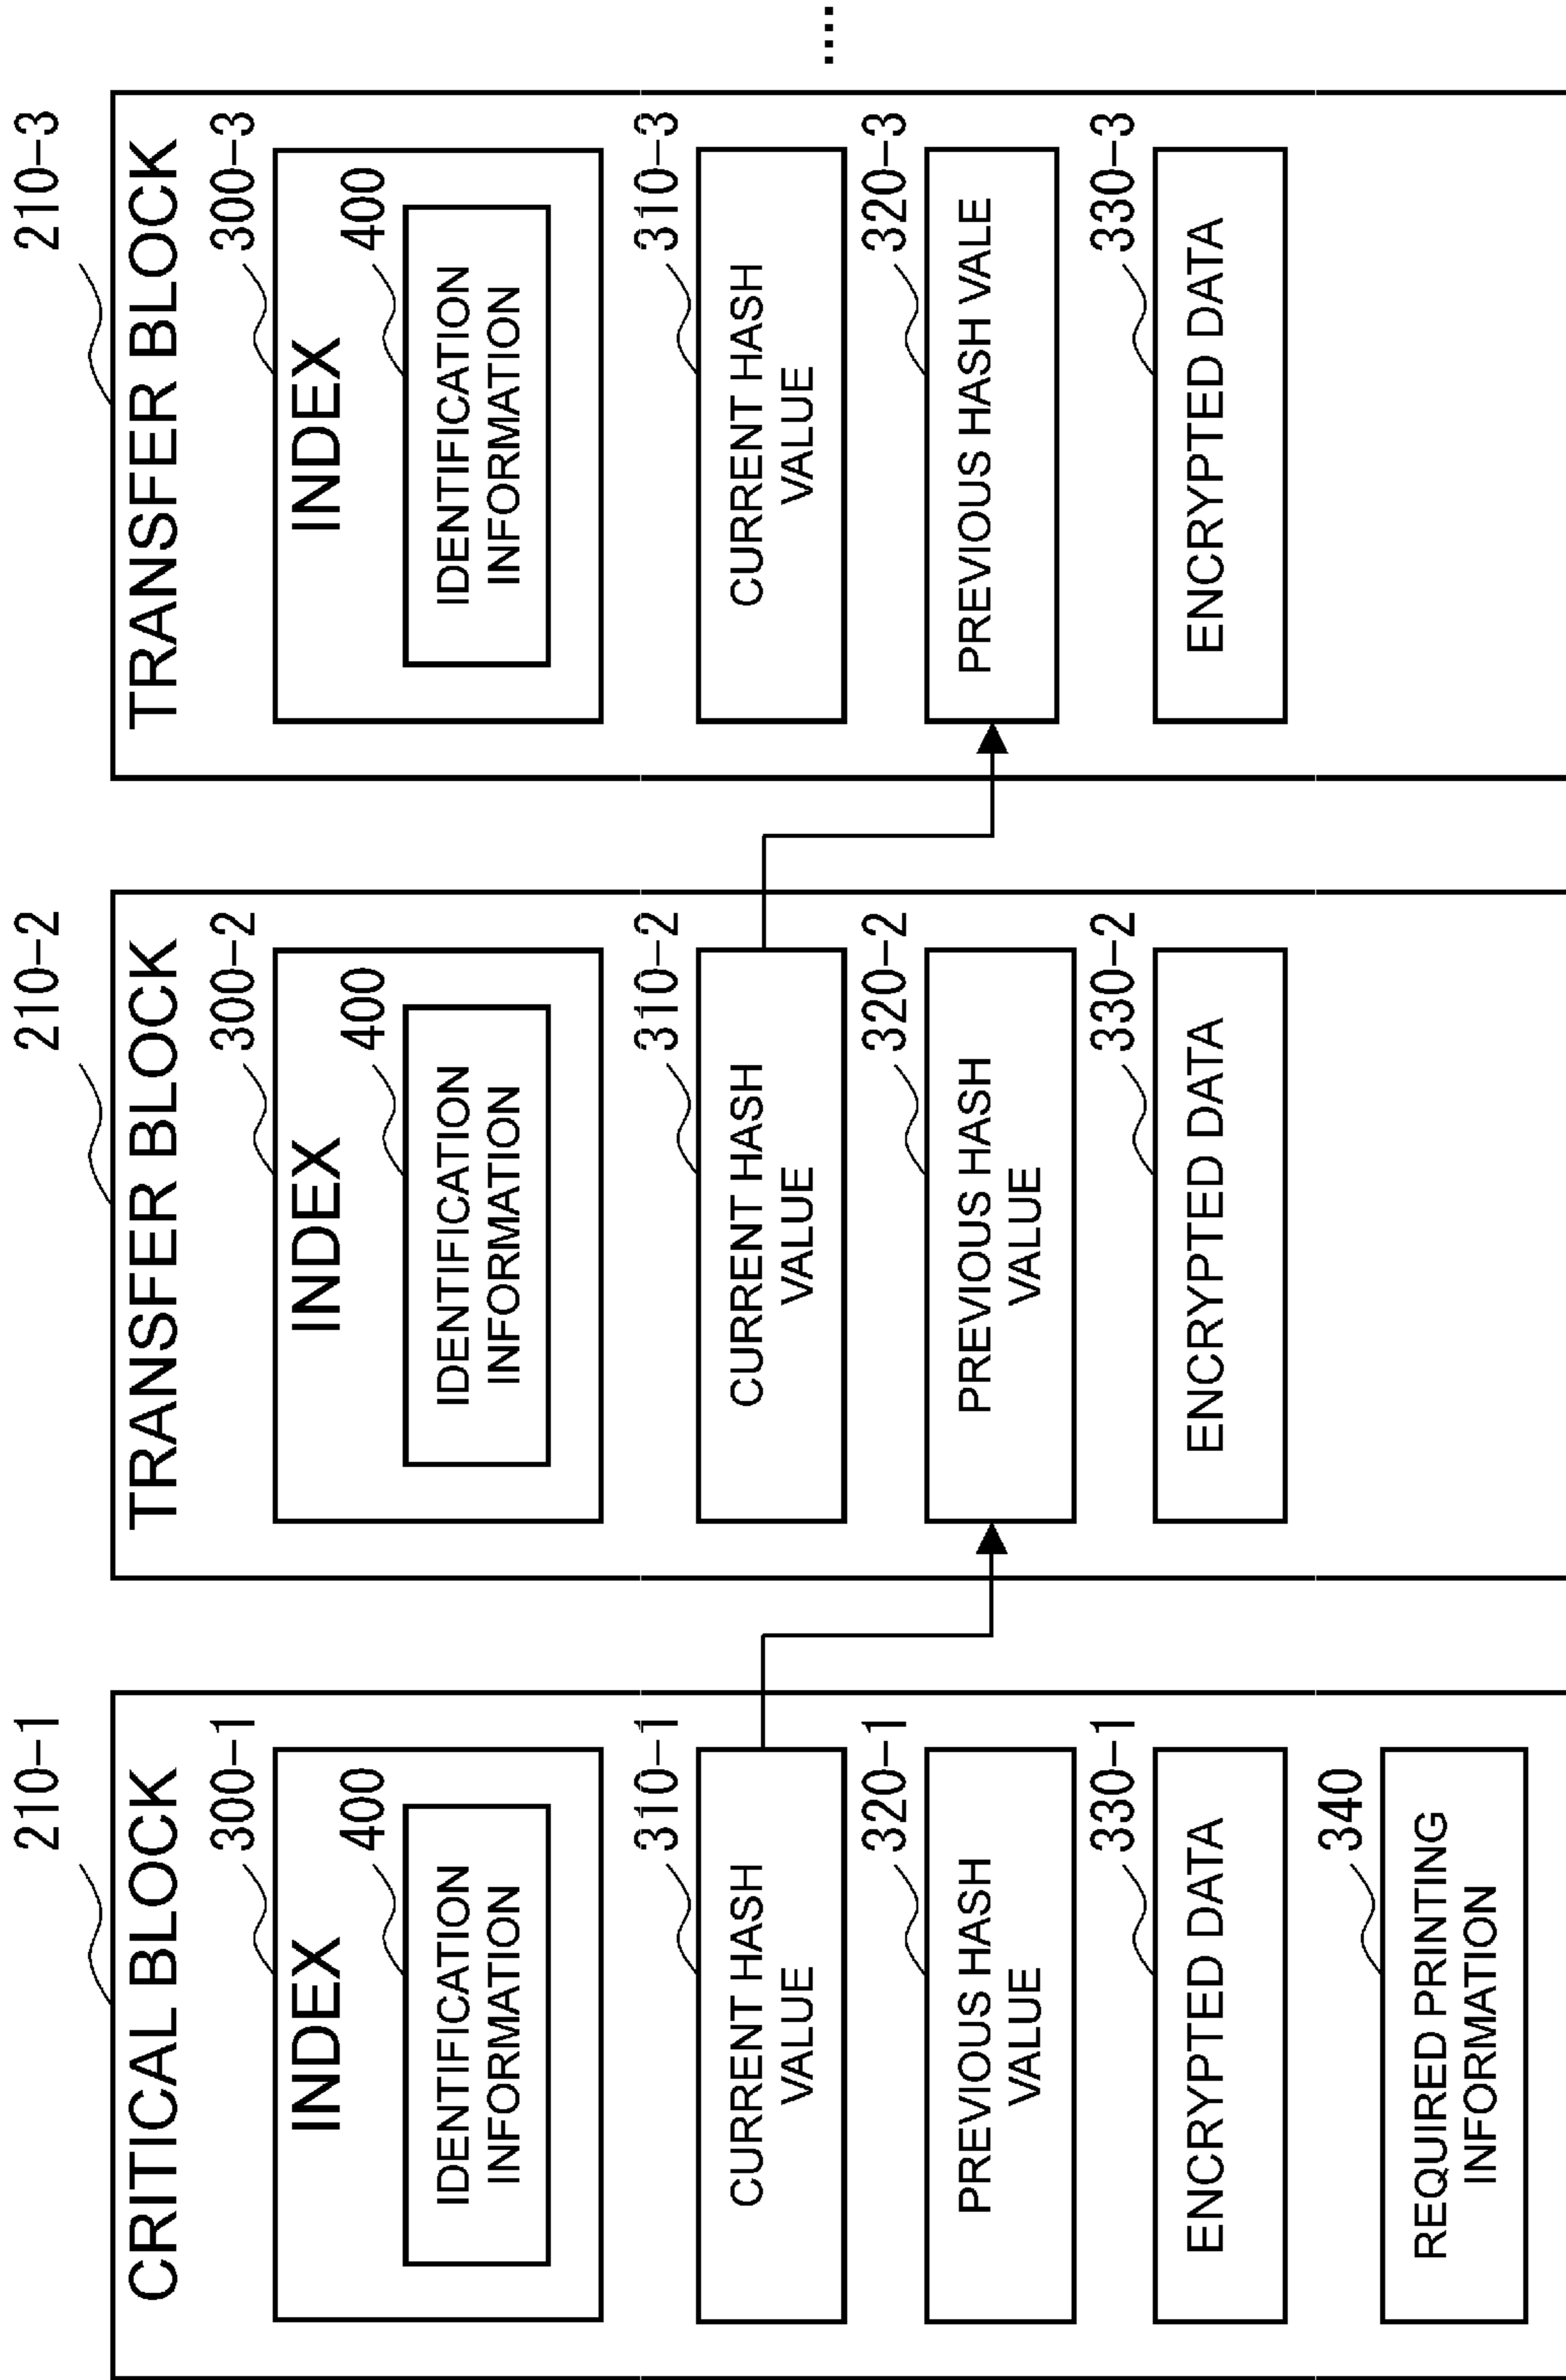 210-1
CRITICAL BLOCK
300-1
INDEX
400
IDENTIFICATION
INFORMATION
310-1
CURRENT HASH
VALUE
320-1
PREVIOUS HASH
VALUE
330-1
ENCRYPTED DATA
340
REQUIRED PRINTING
INFORMATION
210-2
TRANSFER BLOCK
300-2
INDEX
400
IDENTIFICATION
INFORMATION
310-2
CURRENT HASH
VALUE
320-2
PREVIOUS HASH
VALUE
330-2
ENCRYPTED DATA
210-3
TRANSFER BLOCK
300-3
INDEX
400
IDENTIFICATION
INFORMATION
310-3
CURRENT HASH
VALUE
320-3
PREVIOUS HASH VALE
330-3
ENCRYPTED DATA
....